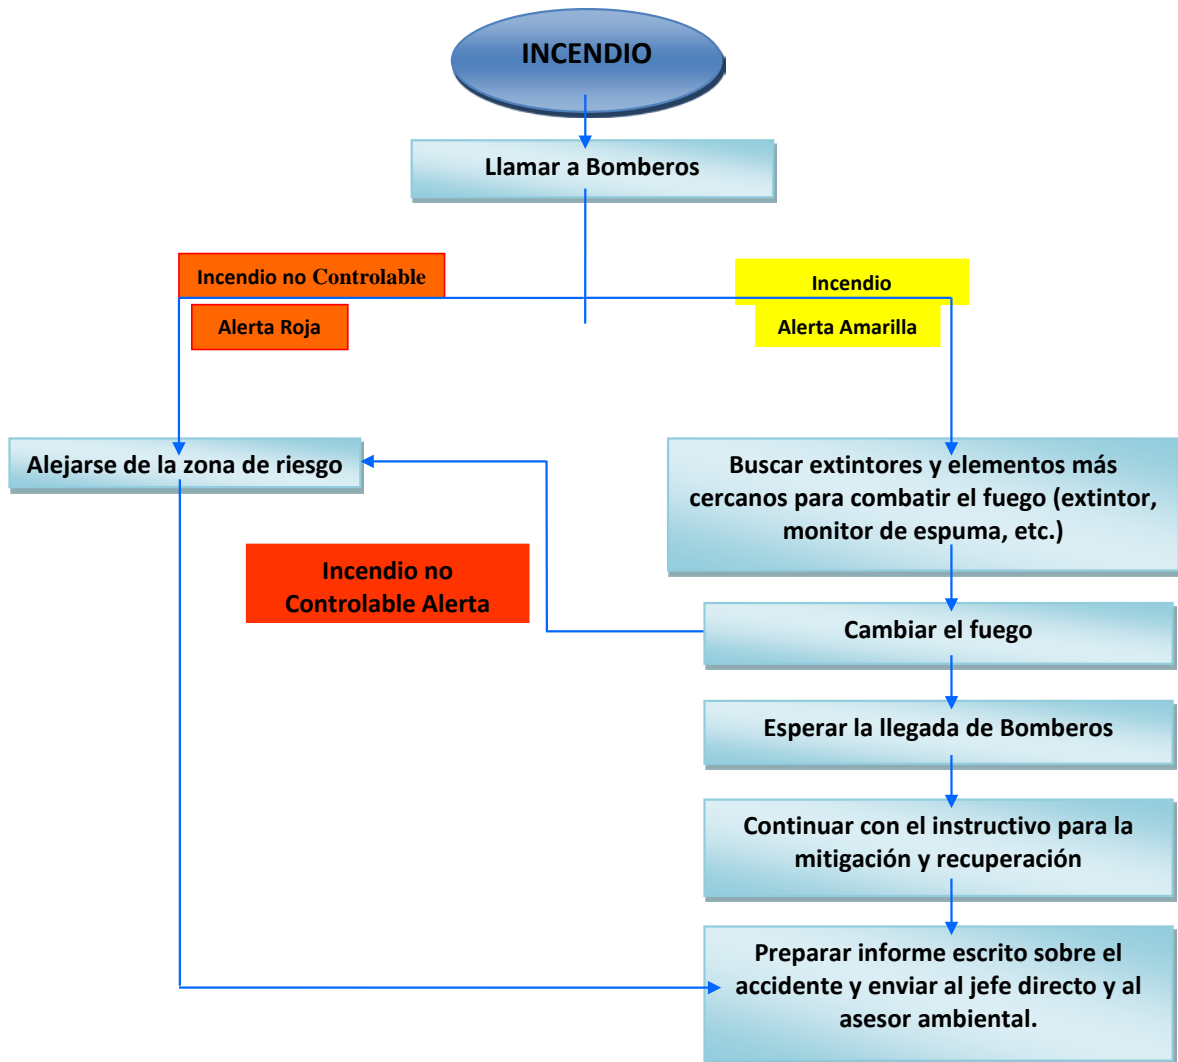 INCENDIO
Llamar a Bomberos
Incendio no Controlable
Alerta Roja
Incendio
Alerta Amarilla
Alejarse de la zona de riesgo
Buscar extintores y elementos más
cercanos para combatir el fuego (extintor,
monitor de espuma, etc.)
Incendio no
Controlable Alerta
Cambiar el fuego
Esperar la llegada de Bomberos
Continuar con el instructivo para la
mitigación y recuperación
Preparar informe escrito sobre el
accidente y enviar al jefe directo y al
asesor ambiental.